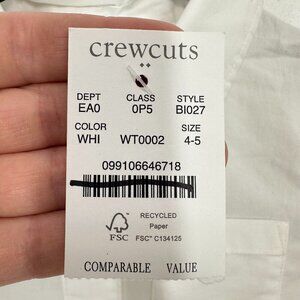 crewcuts
DEPT CLASS STYLE
EA0 0P5 BI027
COLOR SIZE
WHI WT0002 4-5
099106646718
RECYCLED
Paper
FSC™ C134125
FSC
COMPARABLE VALUE